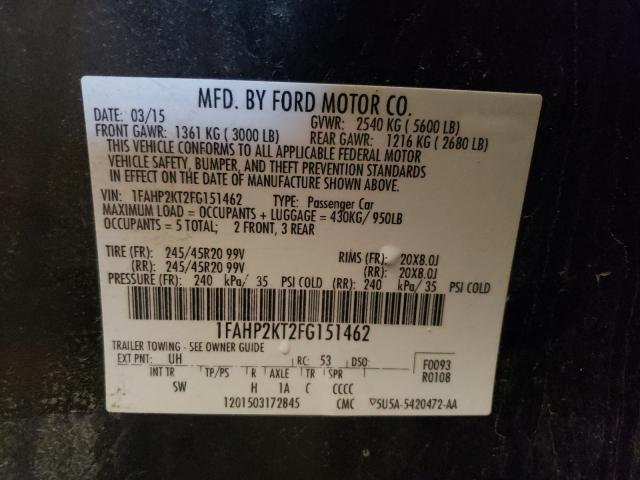 MFD. BY FORD MOTOR CO.
DATE: 03/15 GVWR: 2540 KG ( 5600 LB)
FRONT GAWR: 1361 KG ( 3000 LB) REAR GAWR: 1216 KG ( 2680 LB)
THIS VEHICLE CONFORMS TO ALL APPLICABLE FEDERAL MOTOR
VEHICLE SAFETY, BUMPER, AND THEFT PREVENTION STANDARDS
IN EFFECT ON THE DATE OF MANUFACTURE SHOWN ABOVE.
VIN: 1FAHP2KT2FG151462 TYPE: Passenger Car
MAXIMUM LOAD = OCCUPANTS + LUGGAGE = 430KG/ 950LB
OCCUPANTS = 5 TOTAL; 2 FRONT, 3 REAR
TIRE (FR): 245/45R20 99V RIMS (FR): 20X8.0J
(RR): 245/45R20 99V (RR): 20X8.0J
PRESSURE (FR): 240 kPa/ 35 PSI COLD (RR): 240 kPa/ 35 PSI COLD
1FAHP2KT2FG151462
TRAILER TOWING - SEE OWNER GUIDE
EXT PNT: UH RC: 53 DSO: F0093
INT TR TP/PS R AXLE TR SPR R0108
SW H 1A C CCCC
1201503172845 CMC ▽5U5A-5420472-AA